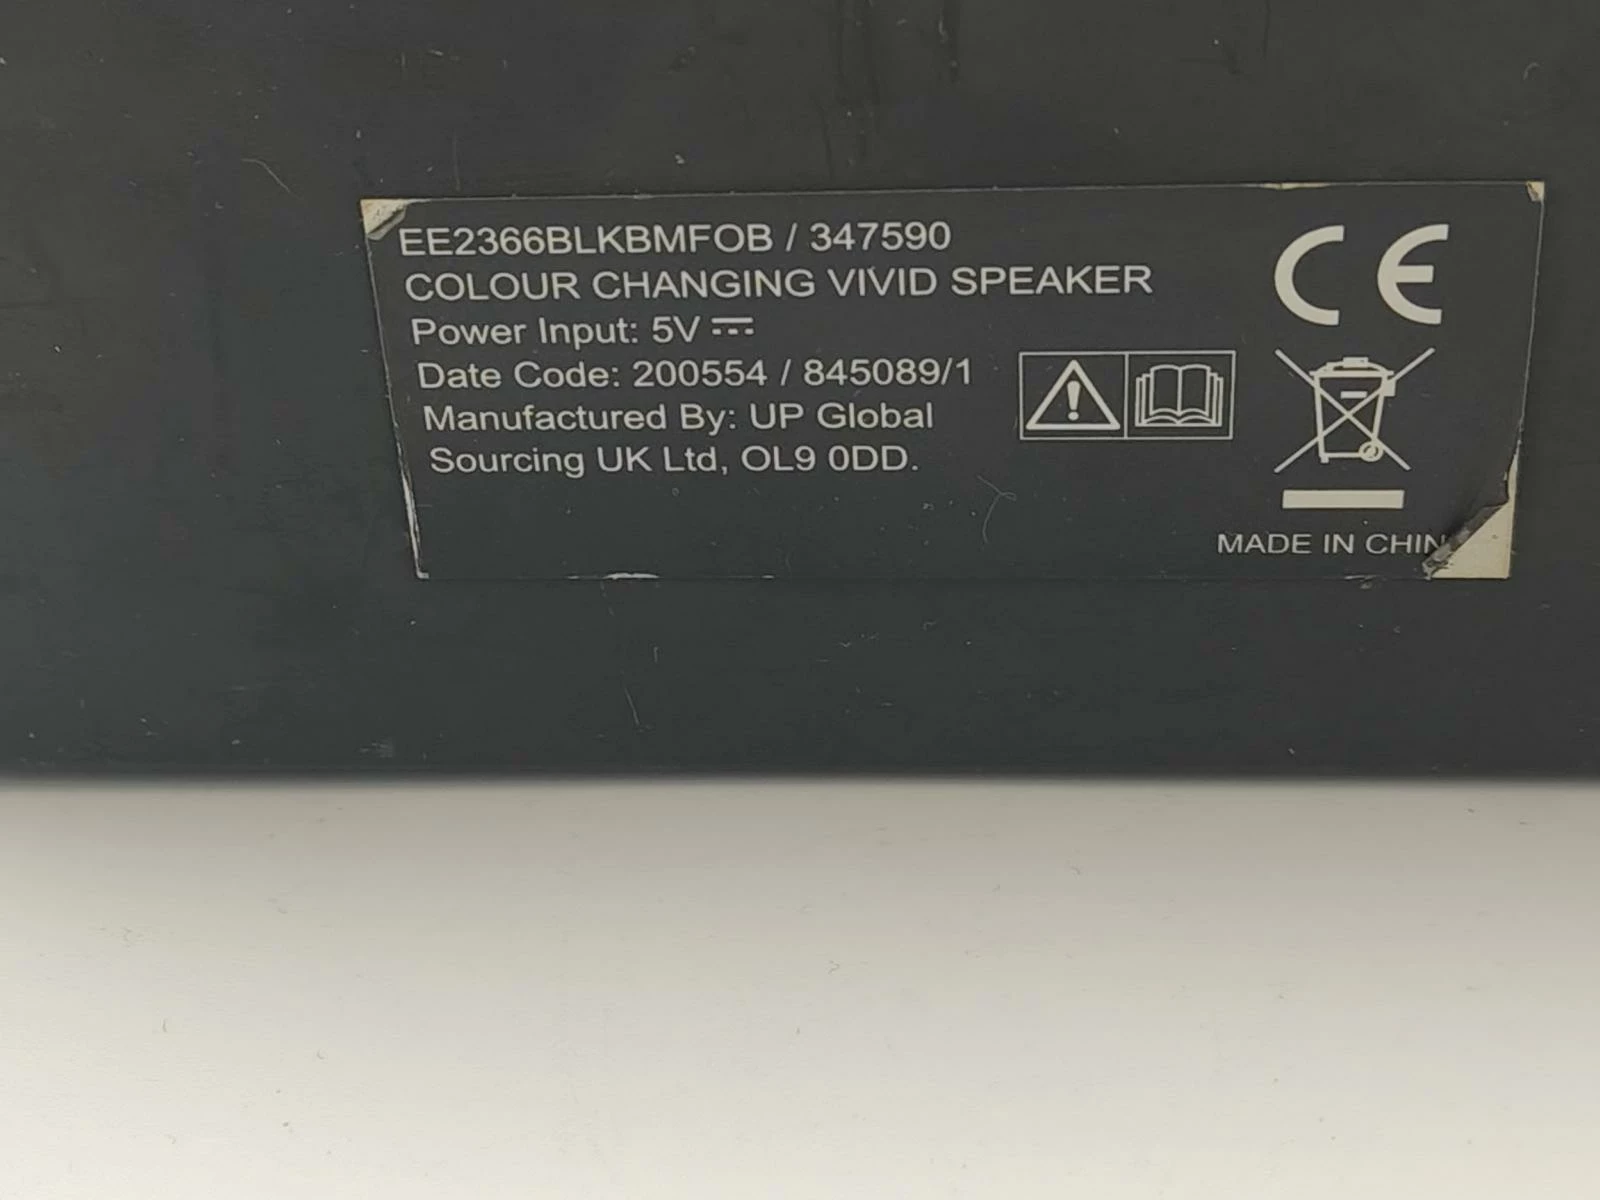 EE2366BLKBMFOB / 347590
COLOUR CHANGING VIVID SPEAKER
Power Input: 5V ⎓
Date Code: 200554 / 845089/1
Manufactured By: UP Global
Sourcing UK Ltd, OL9 0DD.
CE
MADE IN CHIN